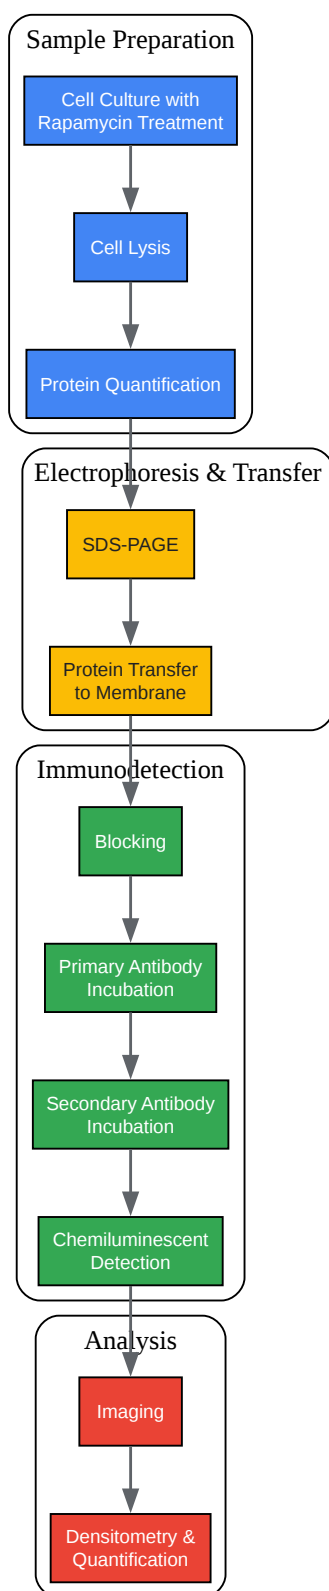 Sample Preparation
Cell Culture with
Rapamycin Treatment
Cell Lysis
Protein Quantification
Electrophoresis & Transfer
SDS-PAGE
Protein Transfer
to Membrane
Immunodetection
Blocking
Primary Antibody
Incubation
Secondary Antibody
Incubation
Chemiluminescent
Detection
Analysis
Imaging
Densitometry &
Quantification